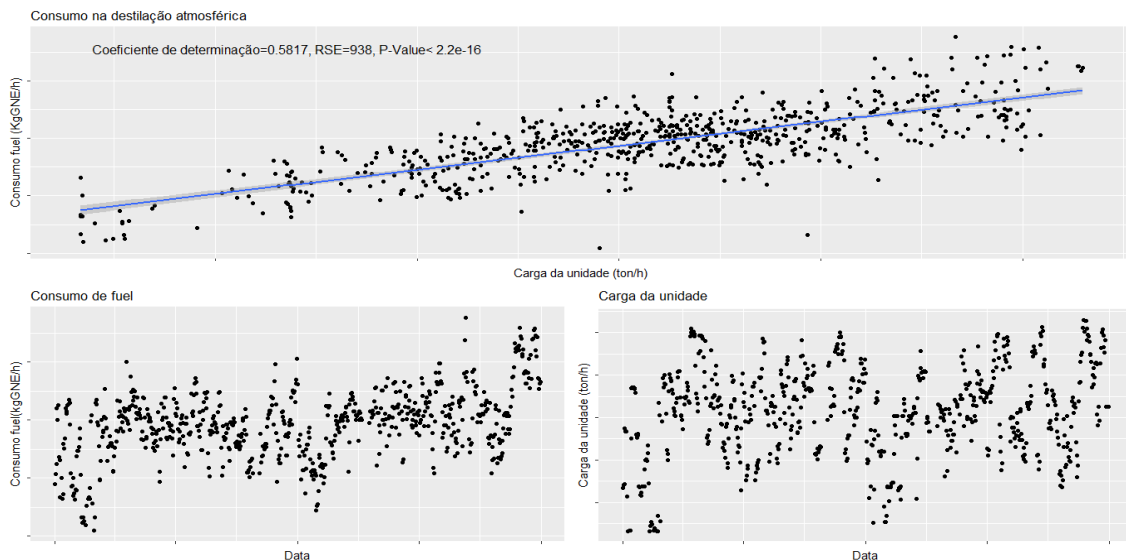 Consumo na destilação atmosférica
Coeficiente de determinação=0.5817, RSE=938, P-Value< 2.2e-16
Consumo fuel (KgGNE/h)
Carga da unidade (ton/h)
Consumo de fuel
Consumo fuel(kgGNE/h)
Data
Carga da unidade
Carga da unidade (ton/h)
Data